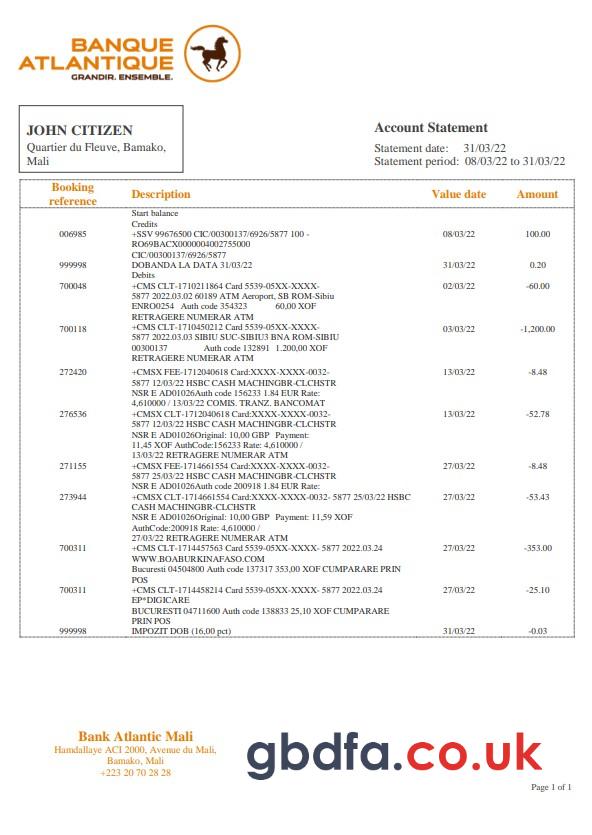 BANQUE
ATLANTIQUE
GRANDIR. ENSEMBLE.
JOHN CITIZEN
Quartier du Fleuve, Bamako,
Mali
Account Statement
Statement date: 31/03/22
Statement period: 08/03/22 to 31/03/22
Booking reference Description Value date Amount
Start balance
Credits
006985 +SSV 99676500 CIC/00300137/6926/5877 100 - 08/03/22 100.00
RO69BACX0000004002755000
CIC/00300137/6926/5877
999998 DOBANDA LA DATA 31/03/22 31/03/22 0.20
Debits
700048 +CMS CLT-1710211864 Card 5539-05XX-XXXX- 02/03/22 -60.00
5877 2022.03.02 60189 ATM Aeroport, SB ROM-Sibiu
ENRO0254 Auth code 354323 60,00 XOF
RETRAGERE NUMERAR ATM
700118 +CMS CLT-1710450212 Card 5539-05XX-XXXX- 03/03/22 -1,200.00
5877 2022.03.03 SIBIU SUC-SIBIU3 BNA ROM-SIBIU
00300137 Auth code 132891 1.200,00 XOF
RETRAGERE NUMERAR ATM
272420 +CMSX FEE-1712040618 Card:XXXX-XXXX-0032- 13/03/22 -8.48
5877 12/03/22 HSBC CASH MACHINGBR-CLCHSTR
NSR E AD01026Auth code 156233 1.84 EUR Rate:
4,610000 / 13/03/22 COMIS. TRANZ. BANCOMAT
276536 +CMSX CLT-1712040618 Card:XXXX-XXXX-0032- 13/03/22 -52.78
5877 12/03/22 HSBC CASH MACHINGBR-CLCHSTR
NSR E AD01026Original: 10,00 GBP Payment:
11,45 XOF AuthCode:156233 Rate: 4,610000 /
13/03/22 RETRAGERE NUMERAR ATM
271155 +CMSX FEE-1714661554 Card:XXXX-XXXX-0032- 27/03/22 -8.48
5877 25/03/22 HSBC CASH MACHINGBR-CLCHSTR
NSR E AD01026Auth code 200918 1.84 EUR Rate:
273944 +CMSX CLT-1714661554 Card:XXXX-XXXX-0032- 5877 25/03/22 HSBC 27/03/22 -53.43
CASH MACHINGBR-CLCHSTR
NSR E AD01026Original: 10,00 GBP Payment: 11,59 XOF
AuthCode:200918 Rate: 4,610000 /
27/03/22 RETRAGERE NUMERAR ATM
700311 +CMS CLT-1714457563 Card 5539-05XX-XXXX- 5877 2022.03.24 27/03/22 -353.00
WWW.BOABURKINAFASO.COM
Bucuresti 04504800 Auth code 137317 353,00 XOF CUMPARARE PRIN
POS
700311 +CMS CLT-1714458214 Card 5539-05XX-XXXX- 5877 2022.03.24 27/03/22 -25.10
EP*DIGICARE
BUCURESTI 04711600 Auth code 138833 25,10 XOF CUMPARARE
PRIN POS
999998 IMPOZIT DOB (16,00 pct) 31/03/22 -0.03
Bank Atlantic Mali
Hamdallaye ACI 2000, Avenue du Mali,
Bamako, Mali
+223 20 70 28 28
gbdfa.co.uk
Page 1 of 1